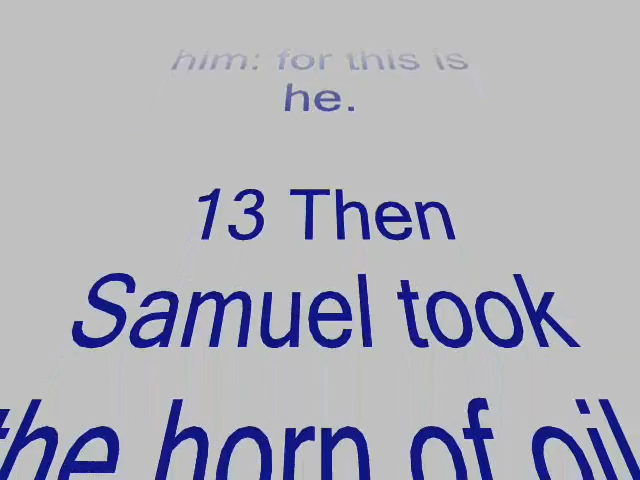 him: for this is
he.
13 Then
Samuel took
the horn of oil